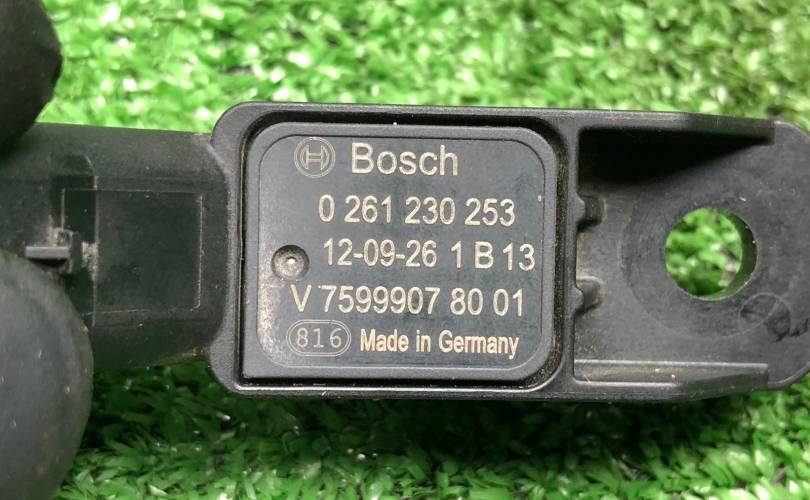 Bosch
0 261 230 253
12-09-26 1 B 13
V 7599907 80 01
816 Made in Germany